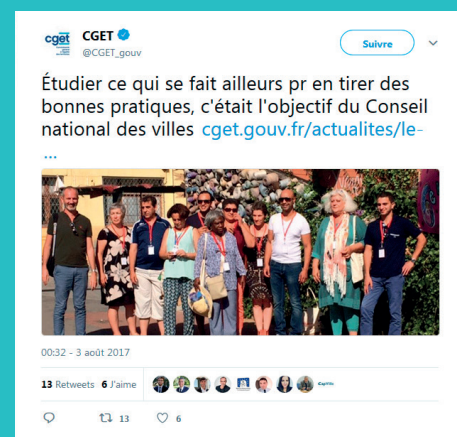 cget
CGET
@CGET_gouv
Suivre
Étudier ce qui se fait ailleurs pr en tirer des
bonnes pratiques, c'était l'objectif du Conseil
national des villes cget.gouv.fr/actualites/le-
...
00:32 - 3 août 2017
13 Retweets 6 J'aime
13 6